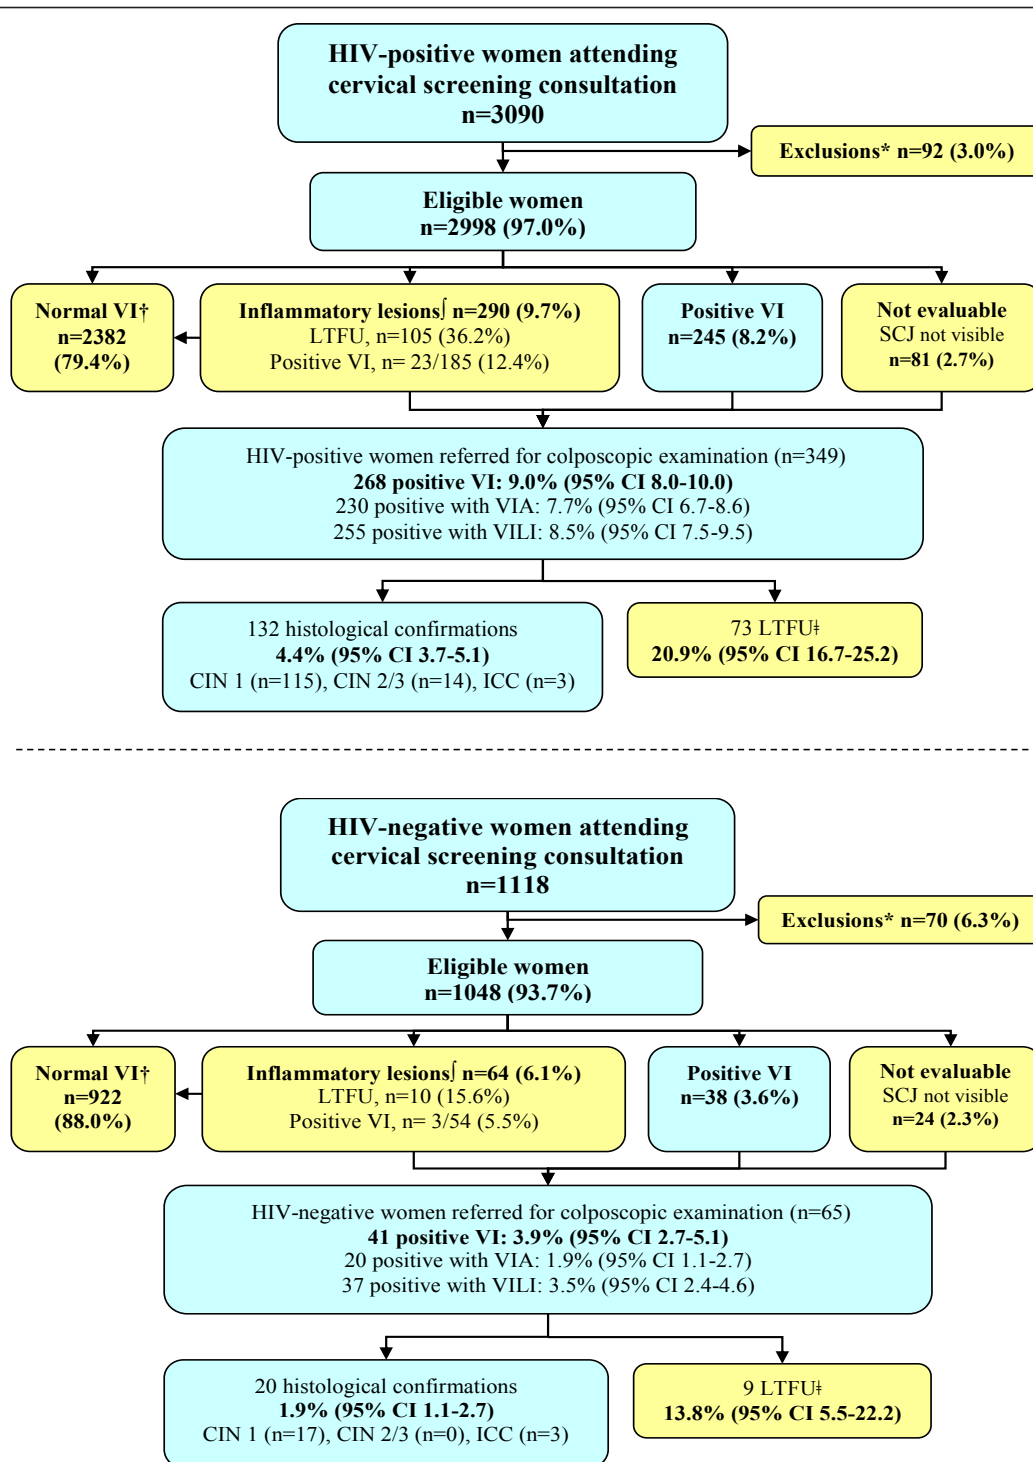 HIV-positive women attending
cervical screening consultation
n=3090
Exclusions* n=92 (3.0%)
Eligible women
n=2998 (97.0%)
Normal VI†
n=2382
(79.4%)
Inflammatory lesions⌠ n=290 (9.7%)
LTFU, n=105 (36.2%)
Positive VI, n= 23/185 (12.4%)
Positive VI
n=245 (8.2%)
Not evaluable
SCJ not visible
n=81 (2.7%)
HIV-positive women referred for colposcopic examination (n=349)
268 positive VI: 9.0% (95% CI 8.0-10.0)
230 positive with VIA: 7.7% (95% CI 6.7-8.6)
255 positive with VILI: 8.5% (95% CI 7.5-9.5)
132 histological confirmations
4.4% (95% CI 3.7-5.1)
CIN 1 (n=115), CIN 2/3 (n=14), ICC (n=3)
73 LTFU‡
20.9% (95% CI 16.7-25.2)
HIV-negative women attending
cervical screening consultation
n=1118
Exclusions* n=70 (6.3%)
Eligible women
n=1048 (93.7%)
Normal VI†
n=922
(88.0%)
Inflammatory lesions⌠ n=64 (6.1%)
LTFU, n=10 (15.6%)
Positive VI, n= 3/54 (5.5%)
Positive VI
n=38 (3.6%)
Not evaluable
SCJ not visible
n=24 (2.3%)
HIV-negative women referred for colposcopic examination (n=65)
41 positive VI: 3.9% (95% CI 2.7-5.1)
20 positive with VIA: 1.9% (95% CI 1.1-2.7)
37 positive with VILI: 3.5% (95% CI 2.4-4.6)
20 histological confirmations
1.9% (95% CI 1.1-2.7)
CIN 1 (n=17), CIN 2/3 (n=0), ICC (n=3)
9 LTFU‡
13.8% (95% CI 5.5-22.2)